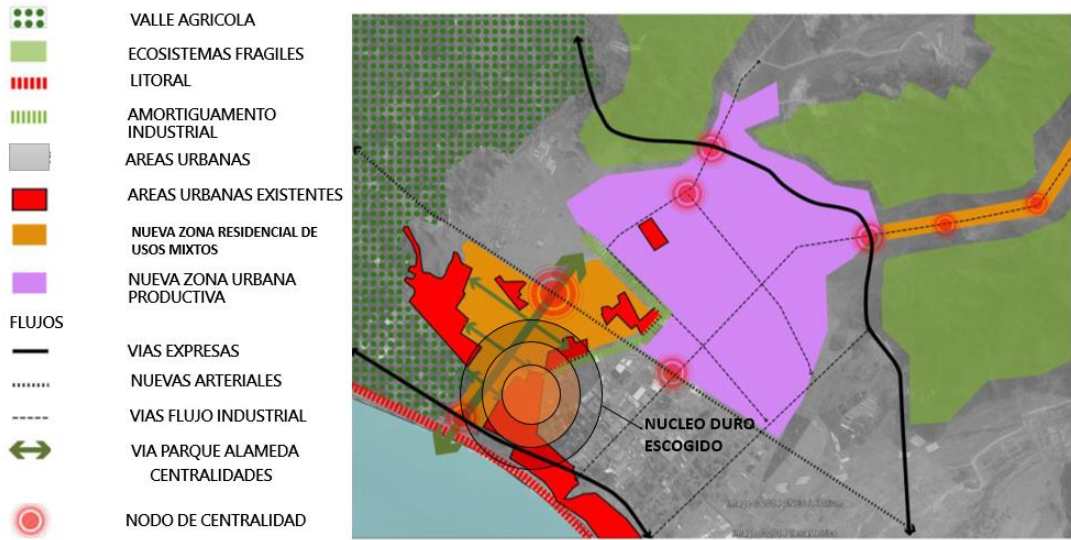 VALLE AGRICOLA
ECOSISTEMAS FRAGILES
LITORAL
AMORTIGUAMENTO
INDUSTRIAL
AREAS URBANAS
AREAS URBANAS EXISTENTES
NUEVA ZONA RESIDENCIAL DE
USOS MIXTOS
NUEVA ZONA URBANA
PRODUCTIVA
FLUJOS
VIAS EXPRESAS
NUEVAS ARTERIALES
VIAS FLUJO INDUSTRIAL
VIA PARQUE ALAMEDA
CENTRALIDADES
NODO DE CENTRALIDAD
NUCLEO DURO
ESCOGIDO